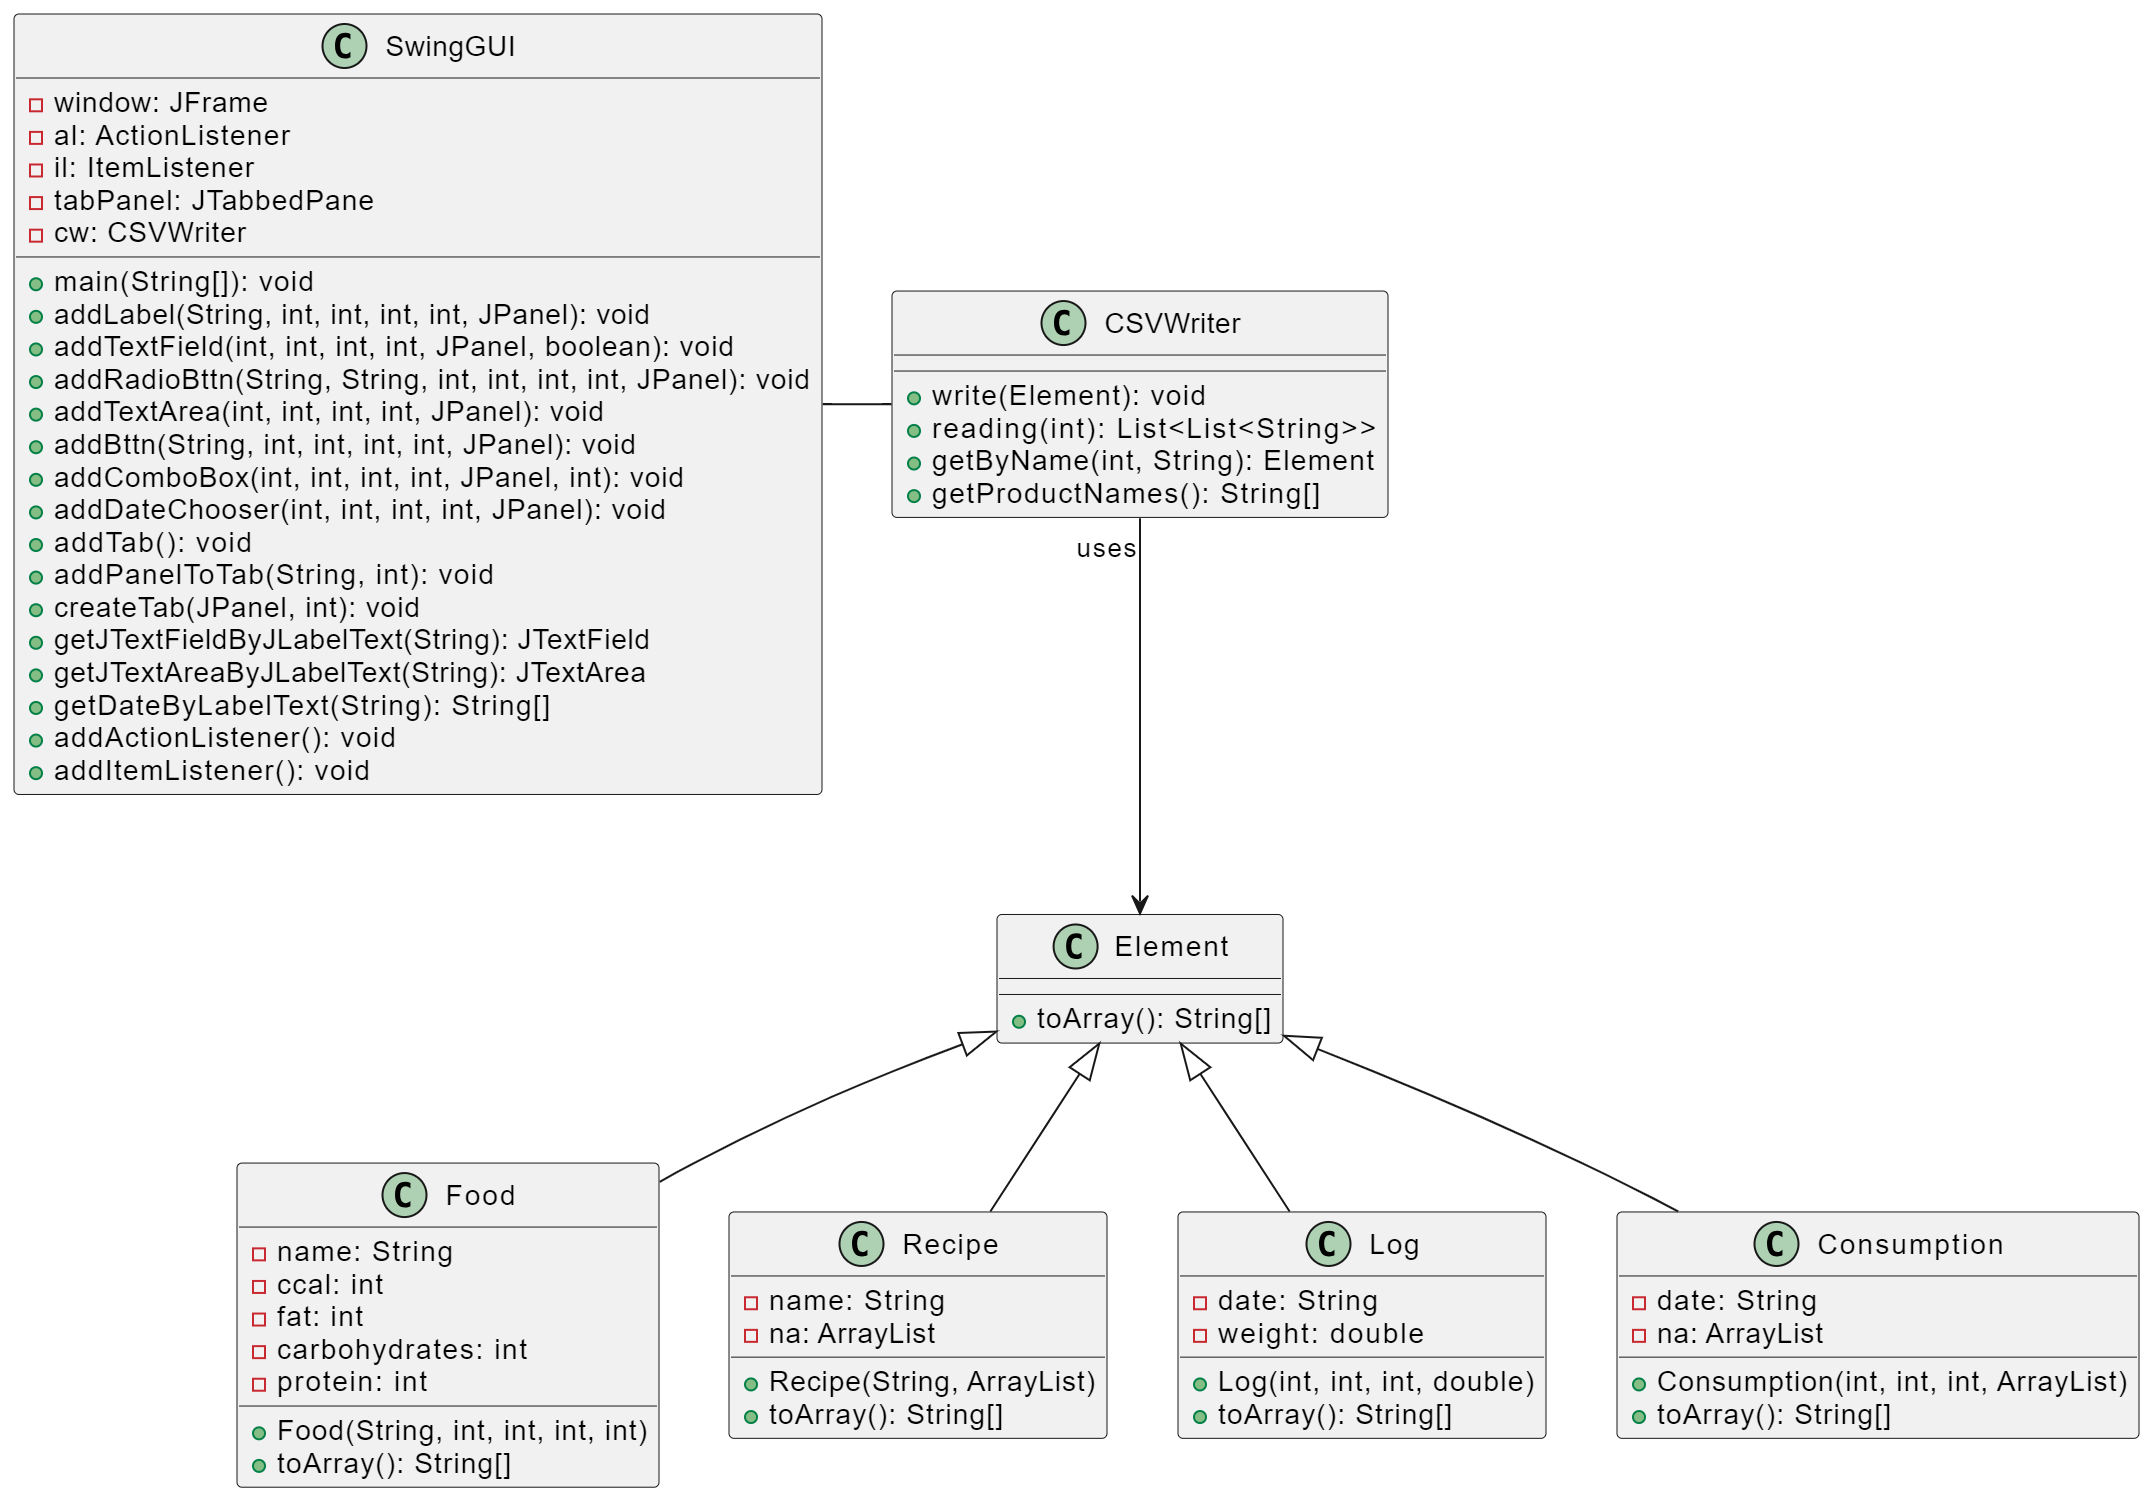 C SwingGUI
window: JFrame
al: ActionListener
il: ItemListener
tabPanel: JTabbedPane
cw: CSVWriter
main(String[]): void
addLabel(String, int, int, int, int, JPanel): void
addTextField(int, int, int, int, JPanel, boolean): void
addRadioBttn(String, String, int, int, int, int, JPanel): void
addTextArea(int, int, int, int, JPanel): void
addBttn(String, int, int, int, int, JPanel): void
addComboBox(int, int, int, int, JPanel, int): void
addDateChooser(int, int, int, int, JPanel): void
addTab(): void
addPanelToTab(String, int): void
createTab(JPanel, int): void
getJTextFieldByJLabelText(String): JTextField
getJTextAreaByJLabelText(String): JTextArea
getDateByLabelText(String): String[]
addActionListener(): void
addItemListener(): void
C CSVWriter
write(Element): void
reading(int): List<List<String>>
getByName(int, String): Element
getProductNames(): String[]
uses
C Element
toArray(): String[]
C Food
name: String
ccal: int
fat: int
carbohydrates: int
protein: int
Food(String, int, int, int, int)
toArray(): String[]
C Recipe
name: String
na: ArrayList
Recipe(String, ArrayList)
toArray(): String[]
C Log
date: String
weight: double
Log(int, int, int, double)
toArray(): String[]
C Consumption
date: String
na: ArrayList
Consumption(int, int, int, ArrayList)
toArray(): String[]